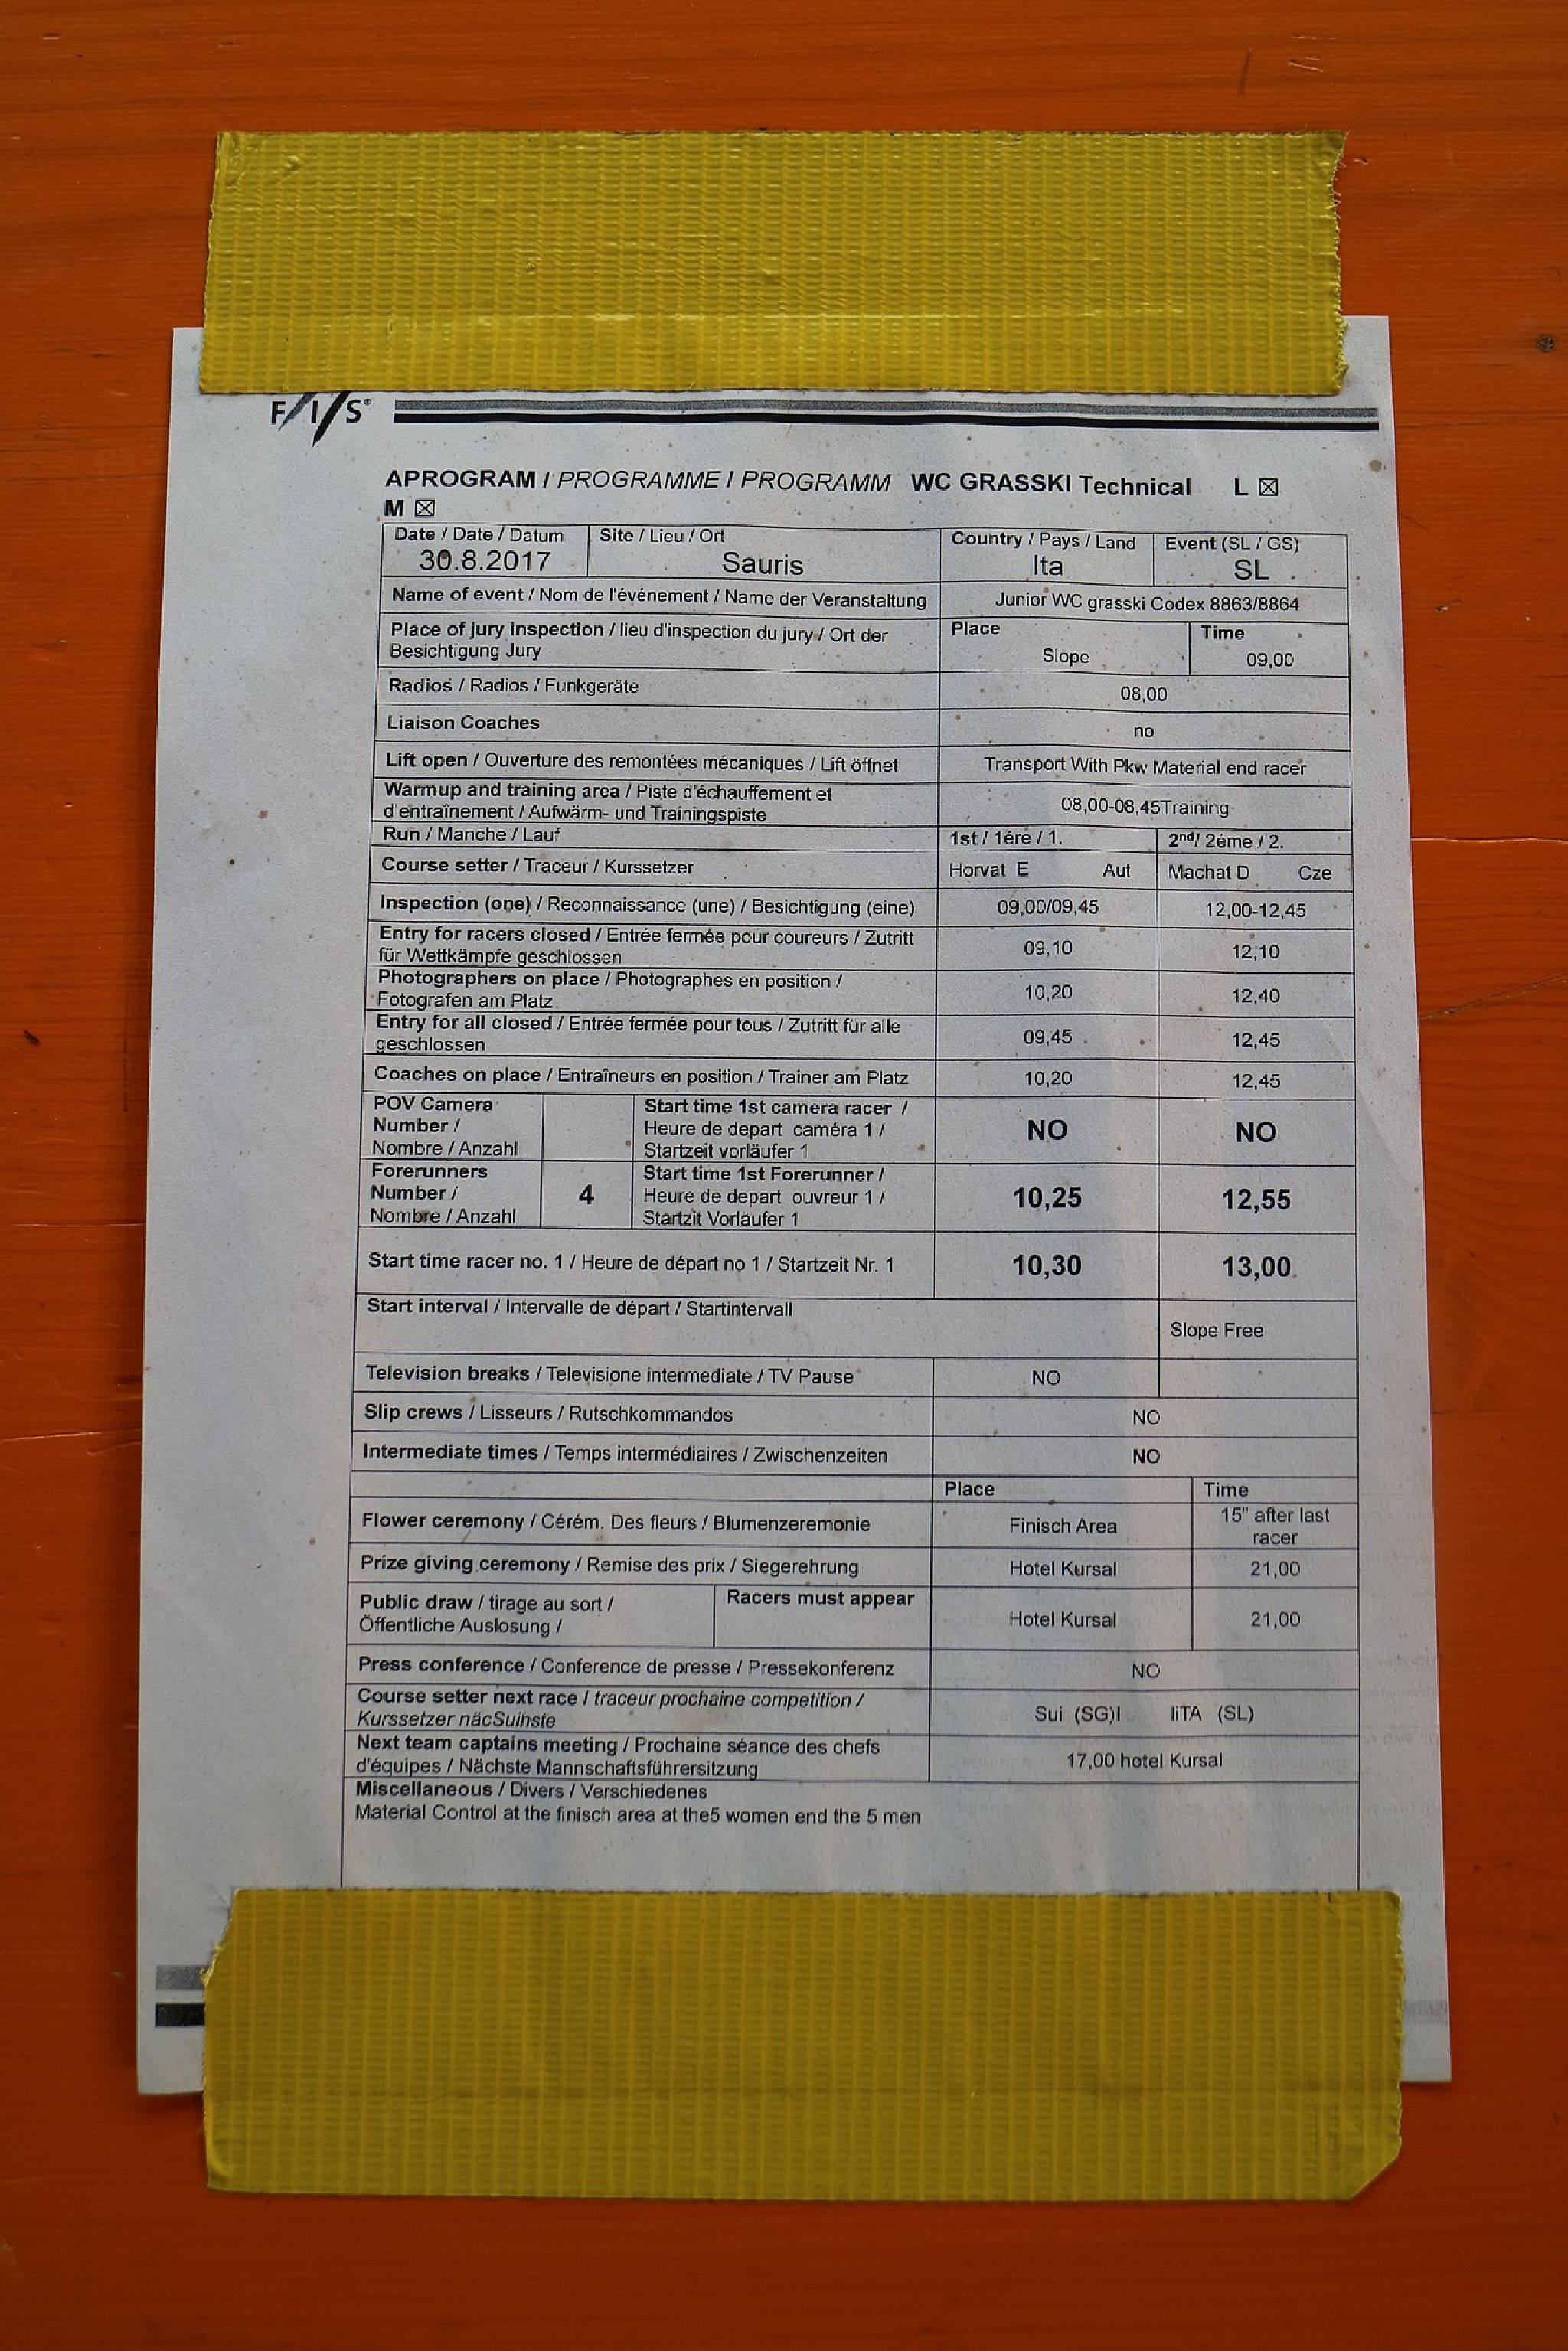 F/I/S®
APROGRAM / PROGRAMME / PROGRAMM WC GRASSKI Technical L ☒
M ☒
Date / Date / Datum Site / Lieu / Ort Country / Pays / Land Event (SL / GS)
30.8.2017 Sauris Ita SL
Name of event / Nom de l'événement / Name der Veranstaltung Junior WC grasski Codex 8863/8864
Place of jury inspection / lieu d'inspection du jury / Ort der Place Time
Besichtigung Jury Slope 09,00
Radios / Radios / Funkgeräte 08,00
Liaison Coaches no
Lift open / Ouverture des remontées mécaniques / Lift öffnet Transport With Pkw Material end racer
Warmup and training area / Piste d'échauffement et
d'entraînement / Aufwärm- und Trainingspiste 08,00-08,45Training
Run / Manche / Lauf 1st / 1ére / 1. 2nd/ 2éme / 2.
Course setter / Traceur / Kurssetzer Horvat E Aut Machat D Cze
Inspection (one) / Reconnaissance (une) / Besichtigung (eine) 09,00/09,45 12,00-12,45
Entry for racers closed / Entrée fermée pour coureurs / Zutritt
für Wettkämpfe geschlossen 09,10 12,10
Photographers on place / Photographes en position /
Fotografen am Platz 10,20 12,40
Entry for all closed / Entrée fermée pour tous / Zutritt für alle
geschlossen 09,45 12,45
Coaches on place / Entraîneurs en position / Trainer am Platz 10,20 12,45
POV Camera Start time 1st camera racer /
Number / Heure de depart caméra 1 / NO NO
Nombre / Anzahl Startzeit vorläufer 1
Forerunners Start time 1st Forerunner /
Number / 4 Heure de depart ouvreur 1 / 10,25 12,55
Nombre / Anzahl Startzit Vorläufer 1
Start time racer no. 1 / Heure de départ no 1 / Startzeit Nr. 1 10,30 13,00
Start interval / Intervalle de départ / Startintervall
Slope Free
Television breaks / Televisione intermediate / TV Pause NO
Slip crews / Lisseurs / Rutschkommandos NO
Intermediate times / Temps intermédiaires / Zwischenzeiten NO
Place Time
Flower ceremony / Cérém. Des fleurs / Blumenzeremonie Finisch Area 15" after last
racer
Prize giving ceremony / Remise des prix / Siegerehrung Hotel Kursal 21,00
Public draw / tirage au sort / Racers must appear
Öffentliche Auslosung / Hotel Kursal 21,00
Press conference / Conference de presse / Pressekonferenz NO
Course setter next race / traceur prochaine competition /
Kurssetzer näcSuihste Sui (SG)I IiTA (SL)
Next team captains meeting / Prochaine séance des chefs
d'équipes / Nächste Mannschaftsführersitzung 17,00 hotel Kursal
Miscellaneous / Divers / Verschiedenes
Material Control at the finisch area at the5 women end the 5 men